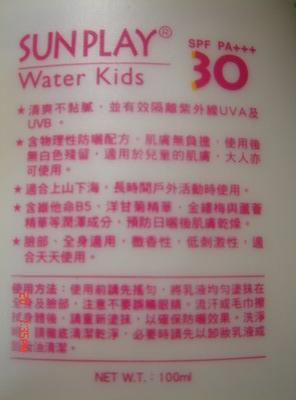 SUNPLAY®
SPF PA+++
30
Water Kids
★清爽不黏膩，並有效隔離紫外線UVA及
UVB。
★含物理性防曬配方，肌膚無負擔，使用後
無白色殘留，適用於兒童的肌膚，大人亦
可使用。
★適合上山下海，長時間戶外活動時使用。
★含維他命B5、洋甘菊精華、金縷梅與蘆薈
精華等潤澤成分，預防日曬後肌膚乾燥。
★臉部、全身適用，微香性，低刺激性，適
合天天使用。
使用方法：使用前請先搖勻，將乳液均勻塗抹在
及臉部，注意不要誤觸眼睛。流汗或毛巾擦
拭身體後，請重新塗抹，以確保防曬效果。洗淨
請徹底清潔乾淨，必要時請先以卸妝乳液或
卸妝油清潔。
NET W.T.：100ml